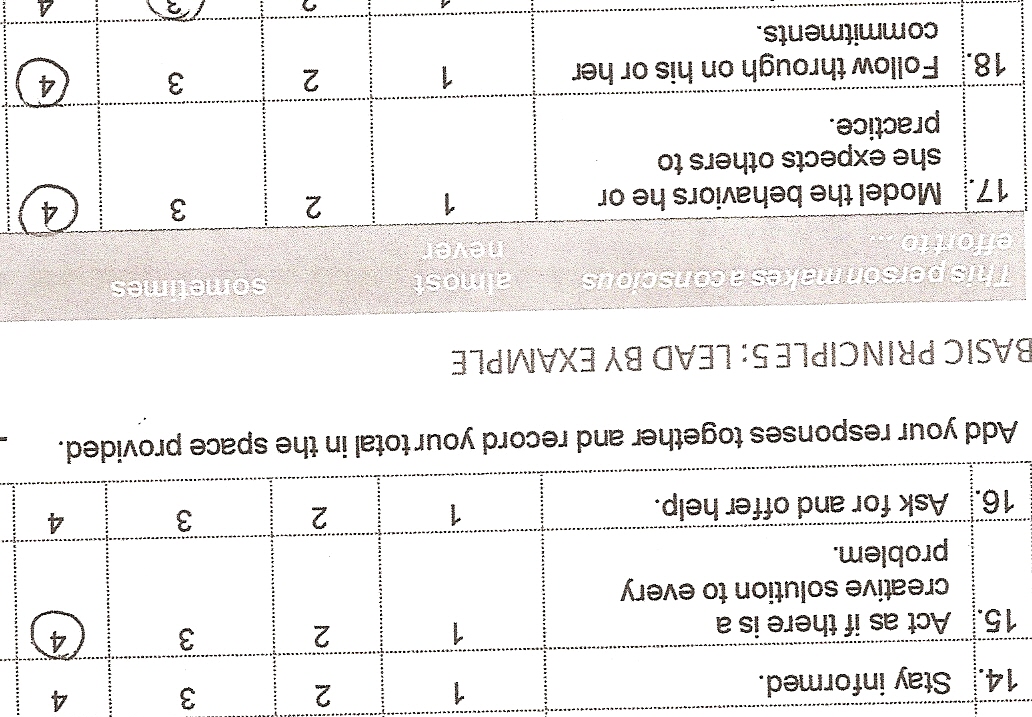 14. Stay informed. 1 2 3 4
15. Act as if there is a 1 2 3 4
creative solution to every
problem.
16. Ask for and offer help. 1 2 3 4
Add your responses together and record your total in the space provided.
BASIC PRINCIPLE 5: LEAD BY EXAMPLE
This person makes a conscious almost sometimes
effort to ... never
17. Model the behaviors he or 1 2 3 4
she expects others to
practice.
18. Follow through on his or her 1 2 3 4
commitments.
1 2 3 4